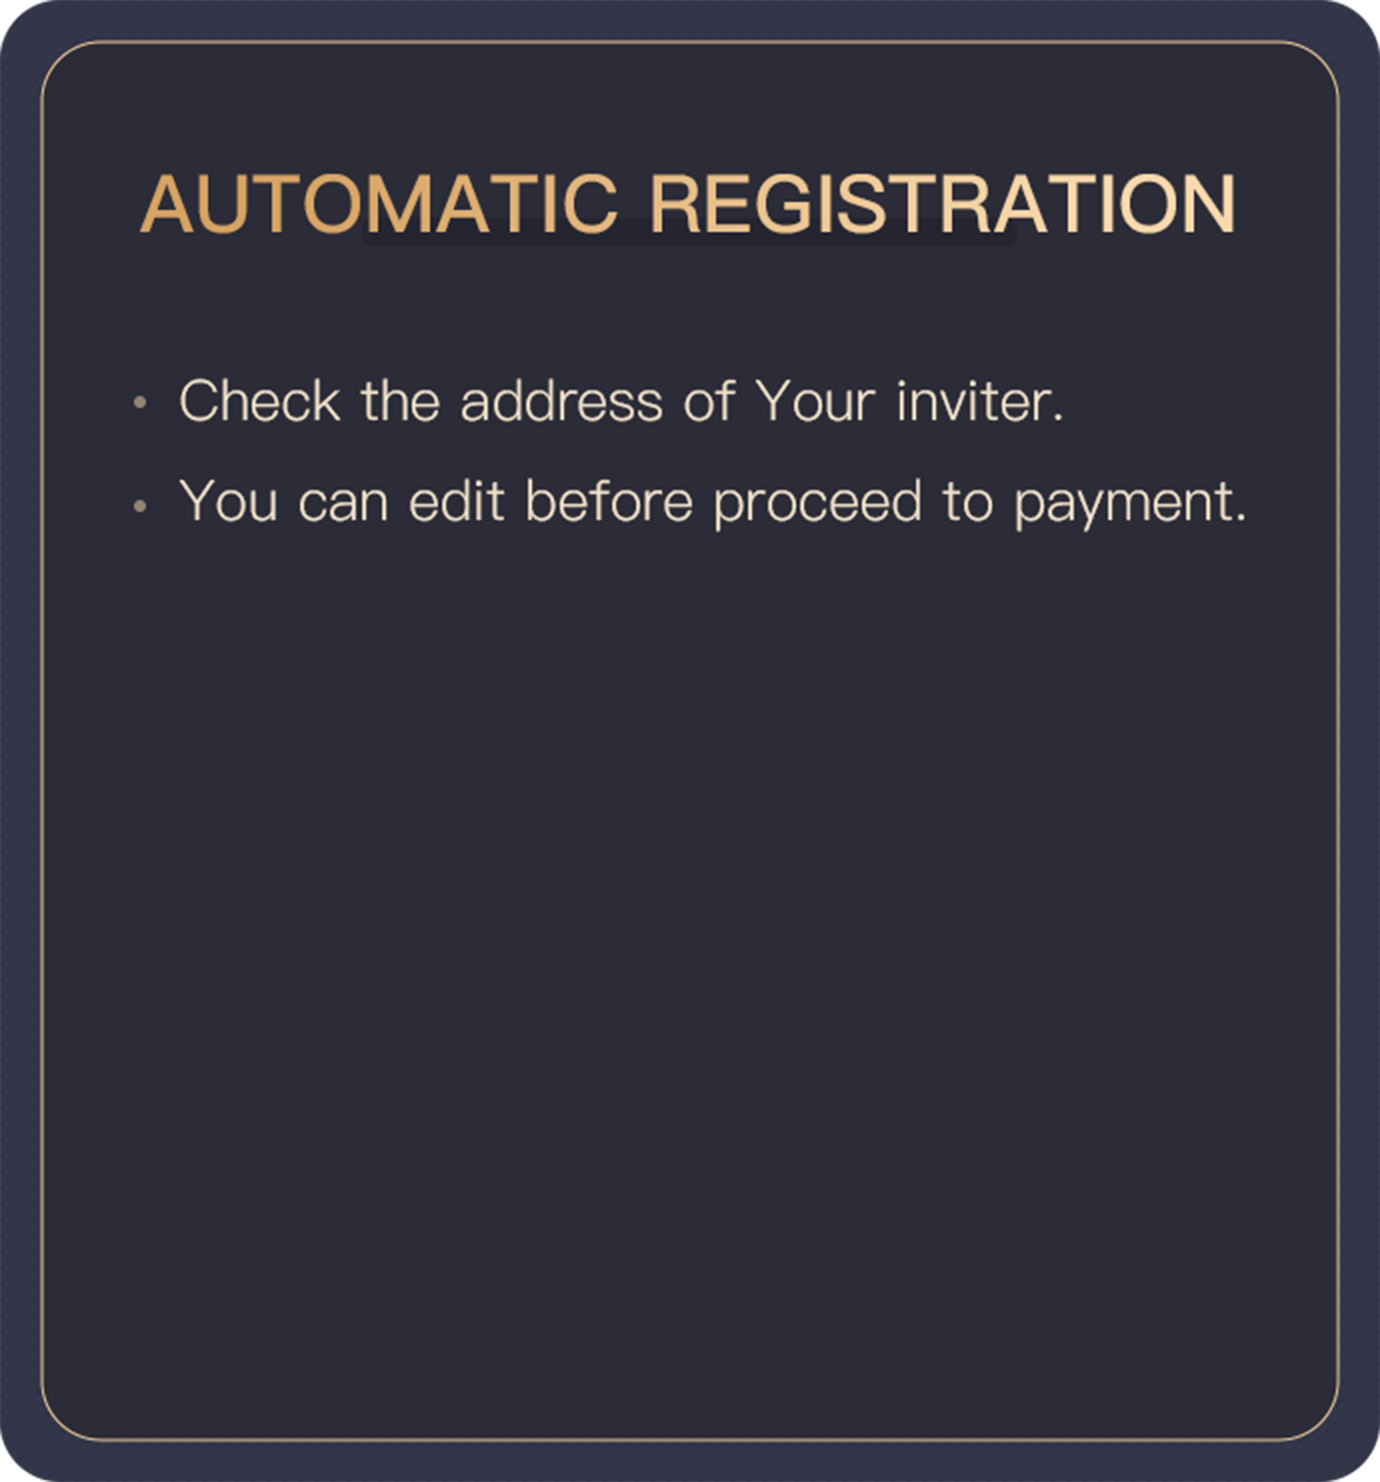 AUTOMATIC REGISTRATION
• Check the address of Your inviter.
• You can edit before proceed to payment.